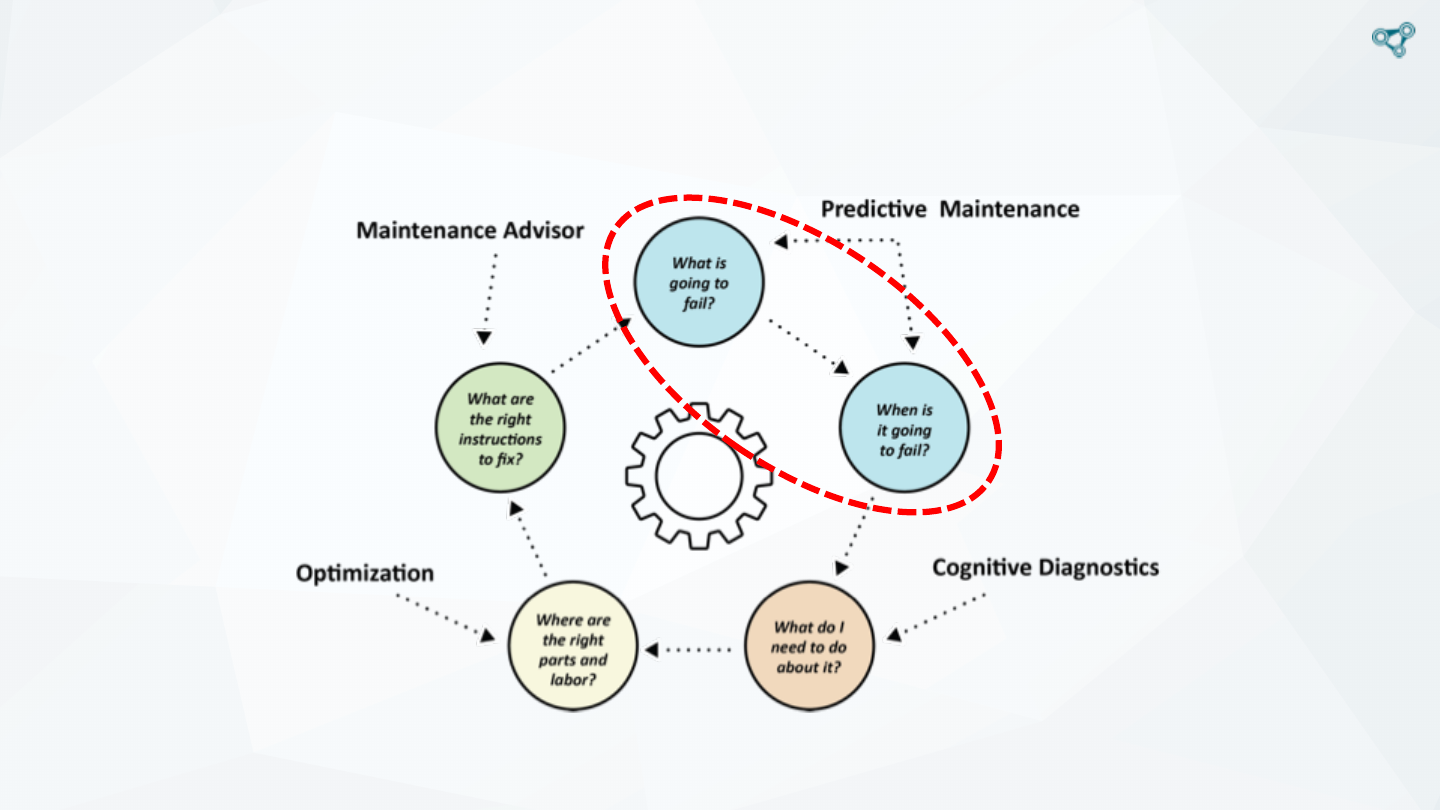 Predictive Maintenance
Maintenance Advisor
What is
going to
fail?
When is
it going
to fail?
What are
the right
instructions
to fix?
Optimization
Cognitive Diagnostics
Where are
the right
parts and
labor?
What do I
need to do
about it?